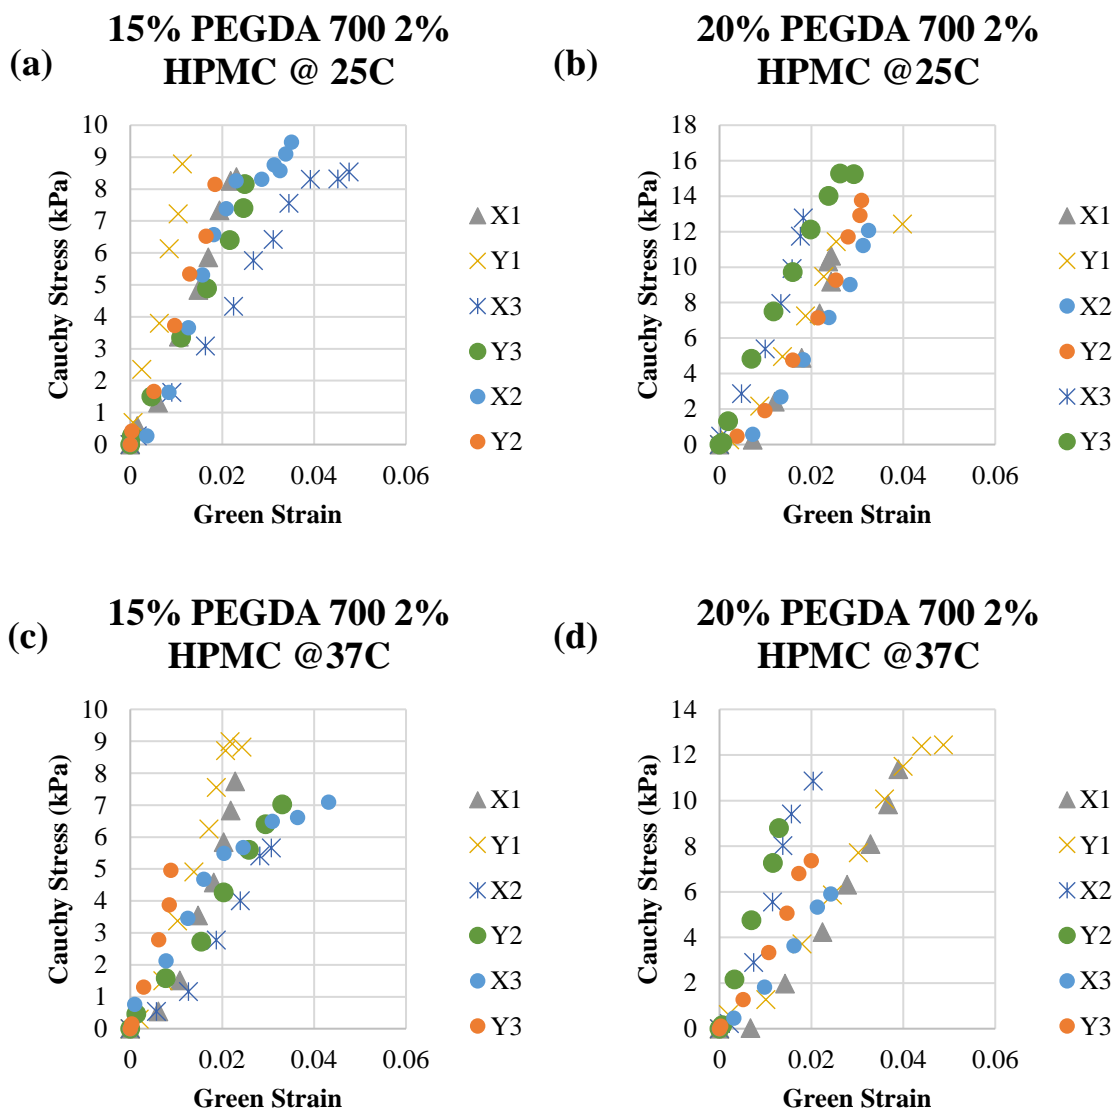 (a)
15% PEGDA 700 2%
HPMC @ 25C
Cauchy Stress (kPa)
10
9
8
7
6
5
4
3
2
1
0
0
0.02
0.04
0.06
Green Strain
X1
Y1
X3
Y3
X2
Y2
(b)
20% PEGDA 700 2%
HPMC @25C
Cauchy Stress (kPa)
18
16
14
12
10
8
6
4
2
0
0
0.02
0.04
0.06
Green Strain
X1
Y1
X2
Y2
X3
Y3
(c)
15% PEGDA 700 2%
HPMC @37C
Cauchy Stress (kPa)
10
9
8
7
6
5
4
3
2
1
0
0
0.02
0.04
0.06
Green Strain
X1
Y1
X2
Y2
X3
Y3
(d)
20% PEGDA 700 2%
HPMC @37C
Cauchy Stress (kPa)
14
12
10
8
6
4
2
0
0
0.02
0.04
0.06
Green Strain
X1
Y1
X2
Y2
X3
Y3